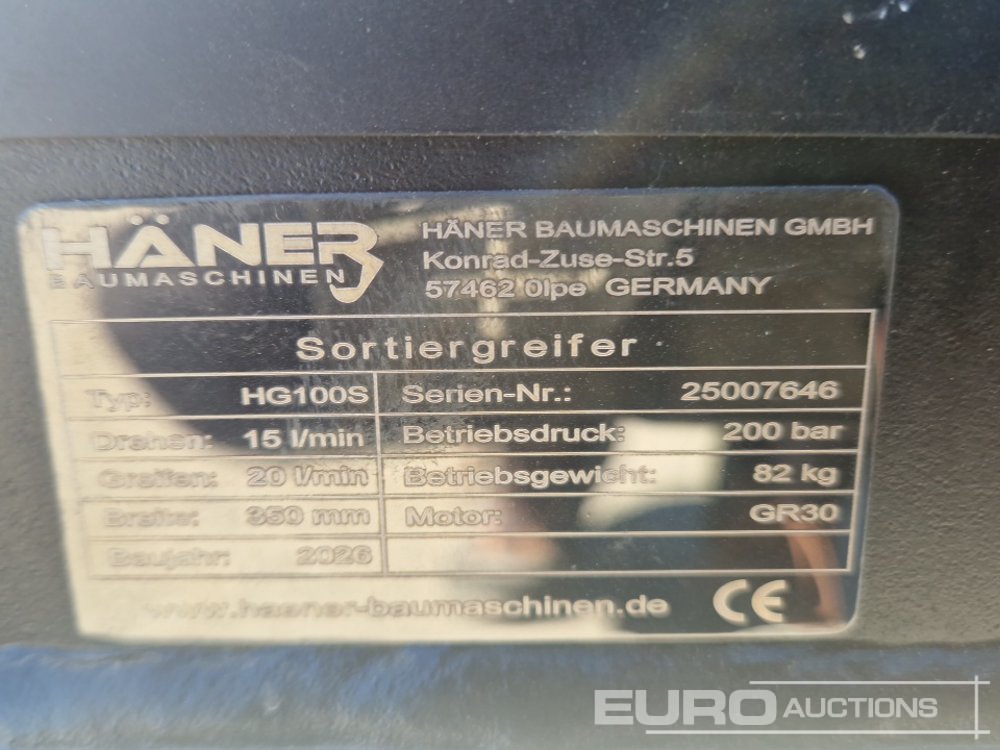 HÄNER
BAUMASCHINEN
HÄNER BAUMASCHINEN GMBH
Konrad-Zuse-Str.5
57462 Olpe GERMANY
Sortiergreifer
Typ: HG100S Serien-Nr.: 25007646
Drehen: 15 l/min Betriebsdruck: 200 bar
Greifen: 20 l/min Betriebsgewicht: 82 kg
Breite: 350 mm Motor: GR30
Baujahr: 2026
www.haener-baumaschinen.de CE
EURO AUCTIONS